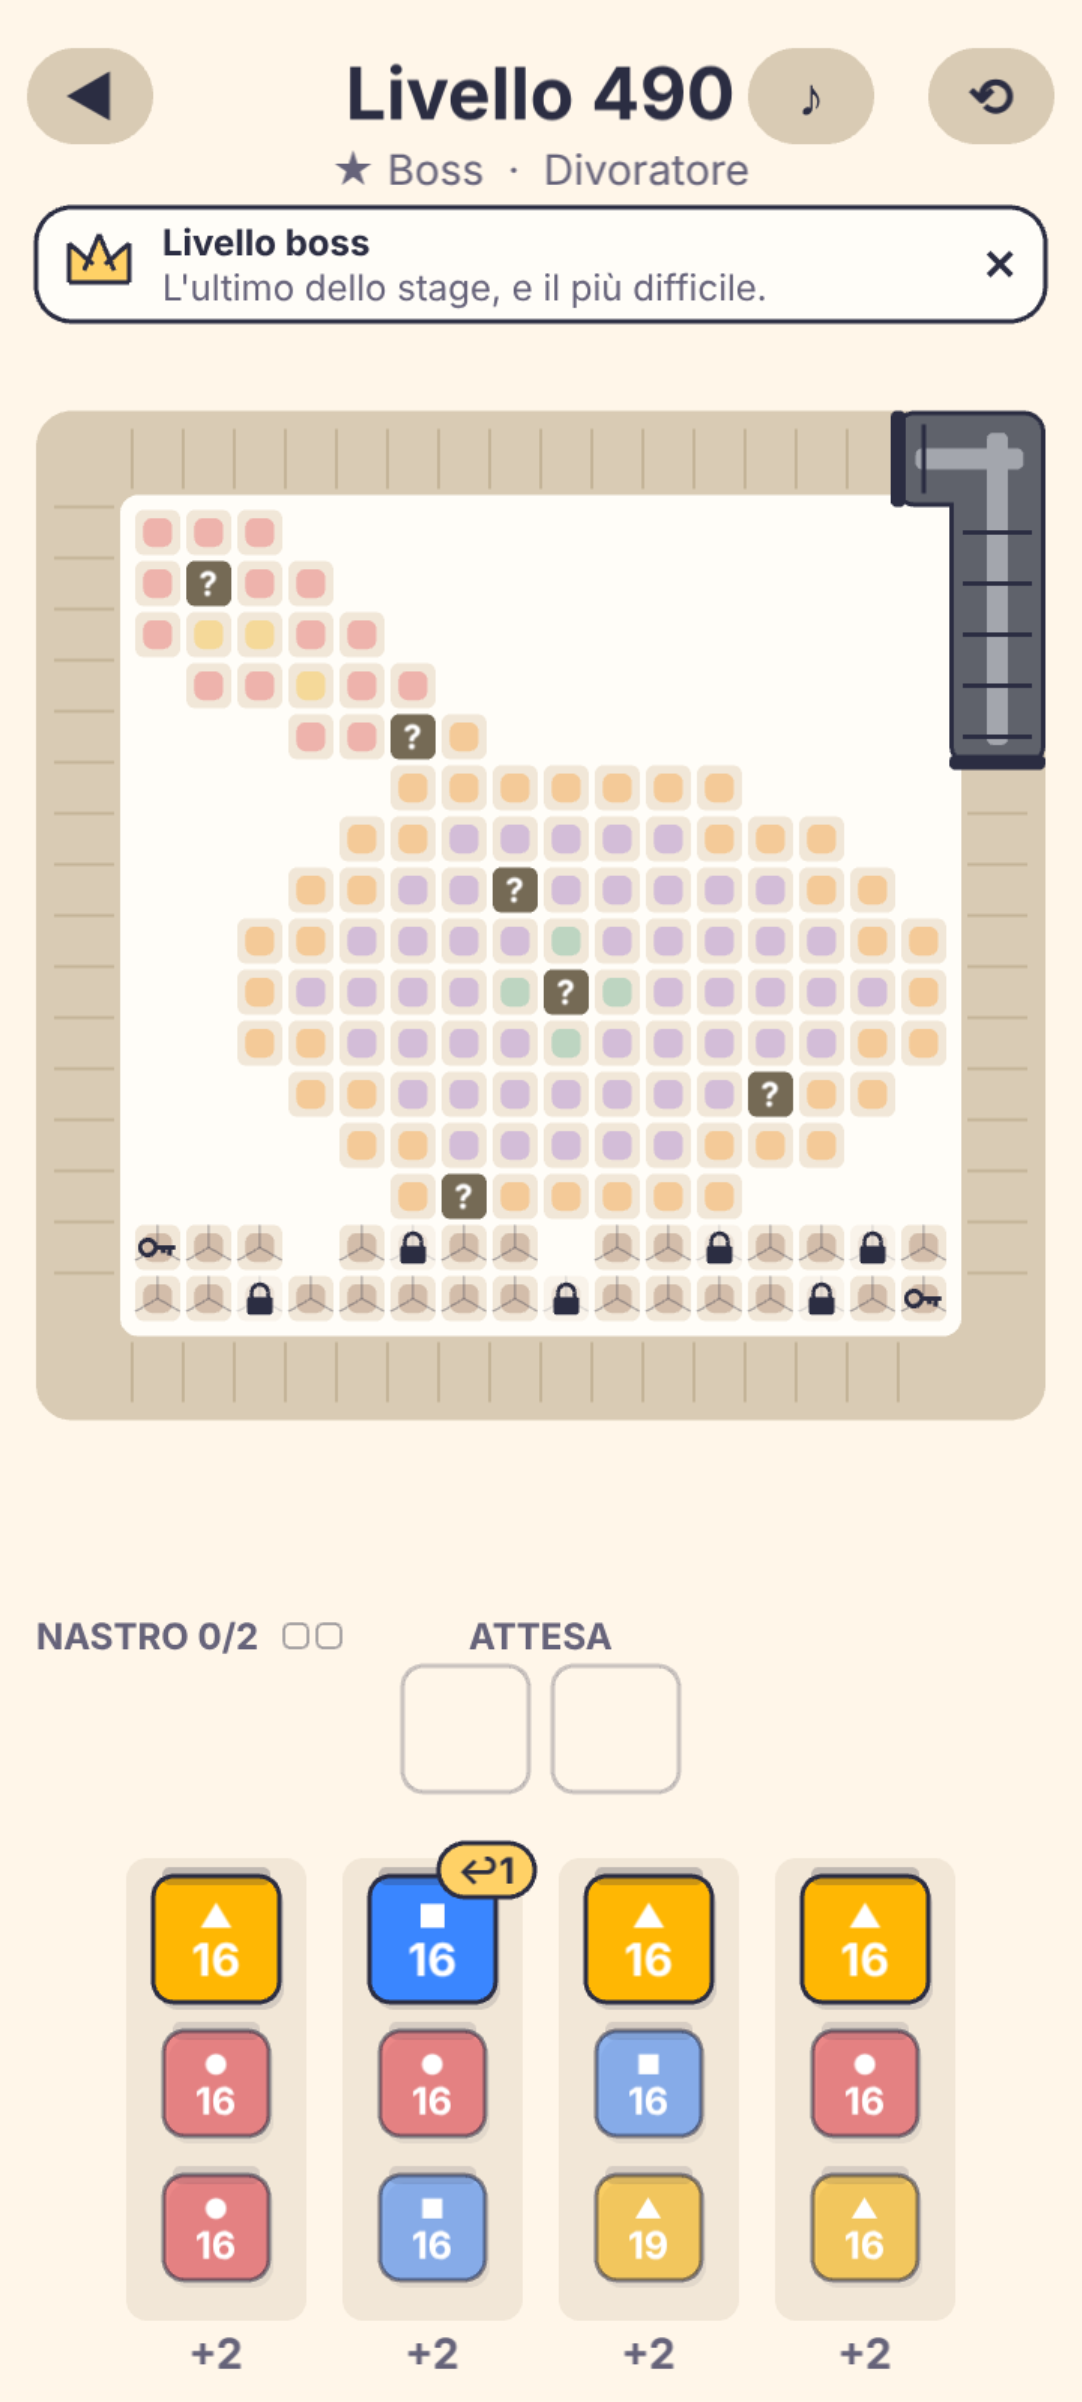 Livello 490
★ Boss · Divoratore
Livello boss
L'ultimo dello stage, e il più difficile.
?
?
?
?
?
?
NASTRO 0/2
ATTESA
↩1
16 16 16 16
16 16 16 16
16 16 19 16
+2 +2 +2 +2